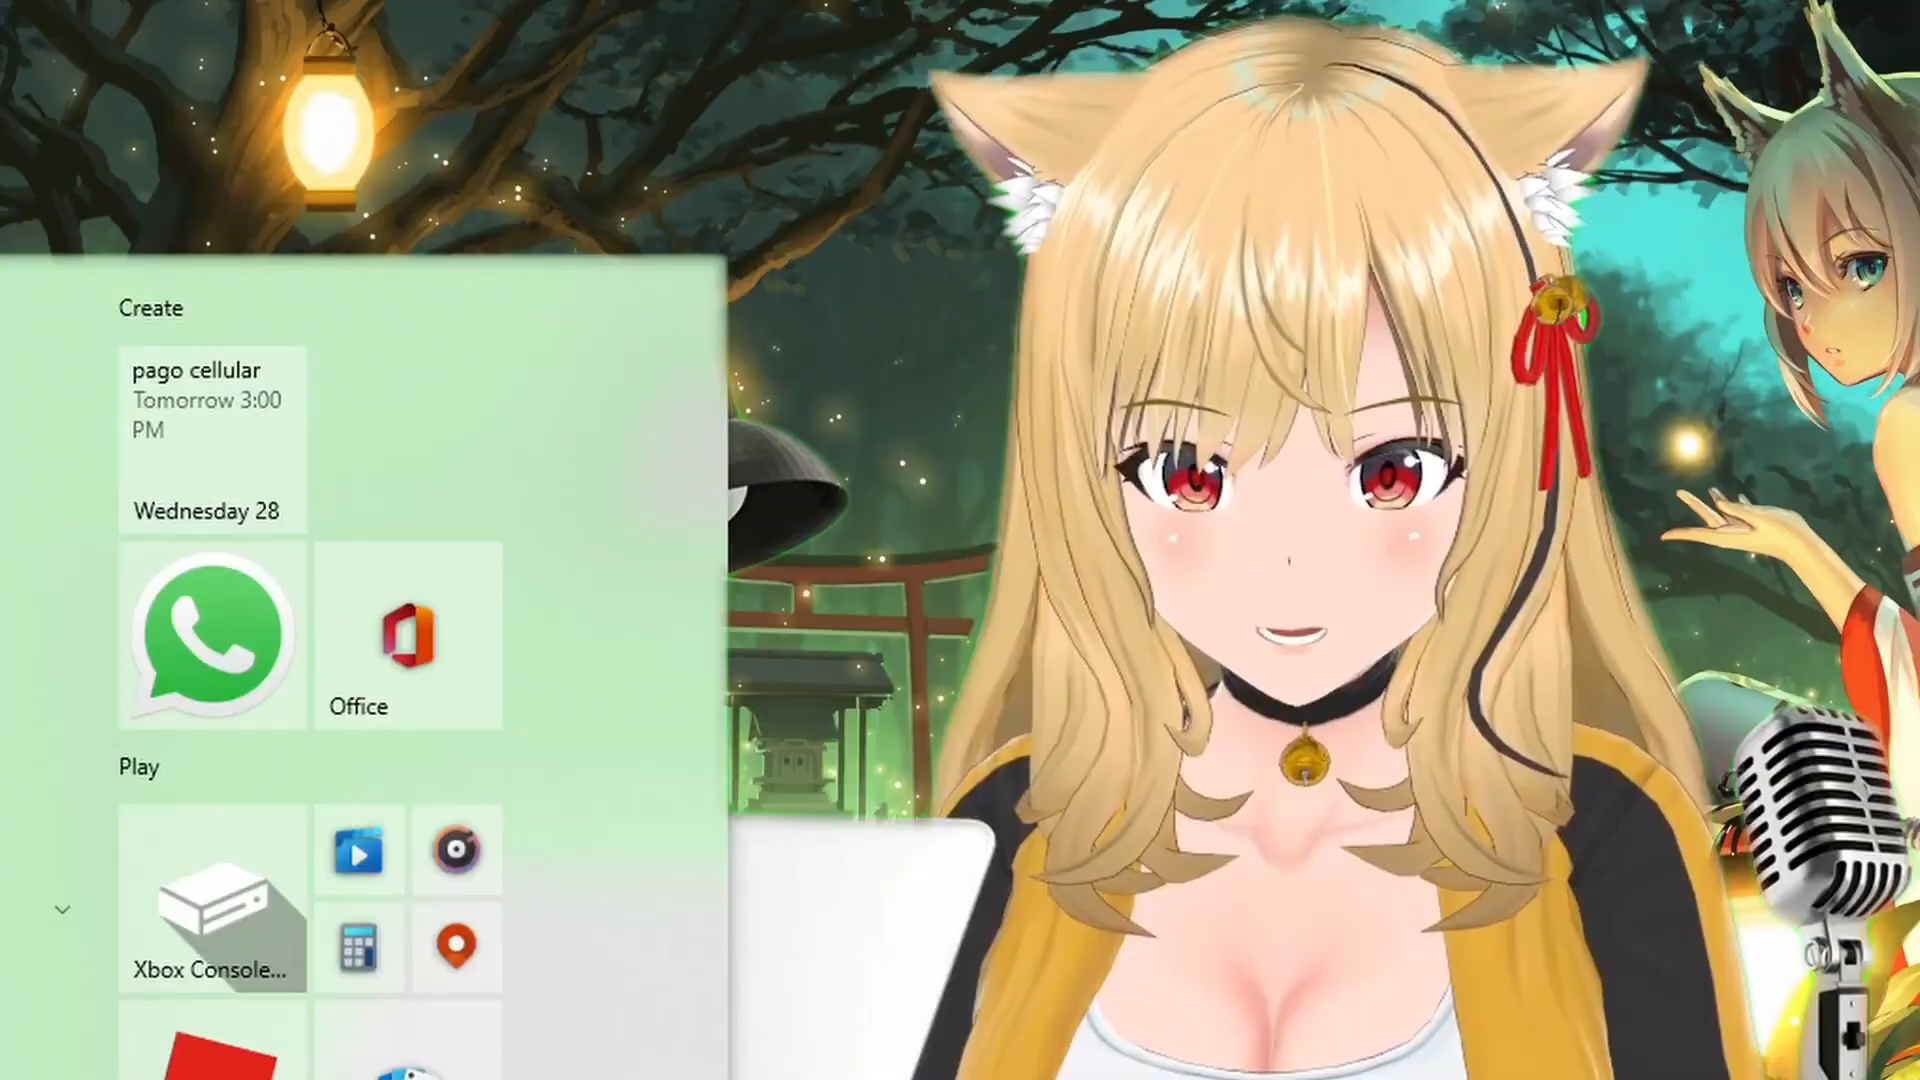 Create
pago cellular
Tomorrow 3:00
PM
Wednesday 28
Office
Play
Xbox Console...